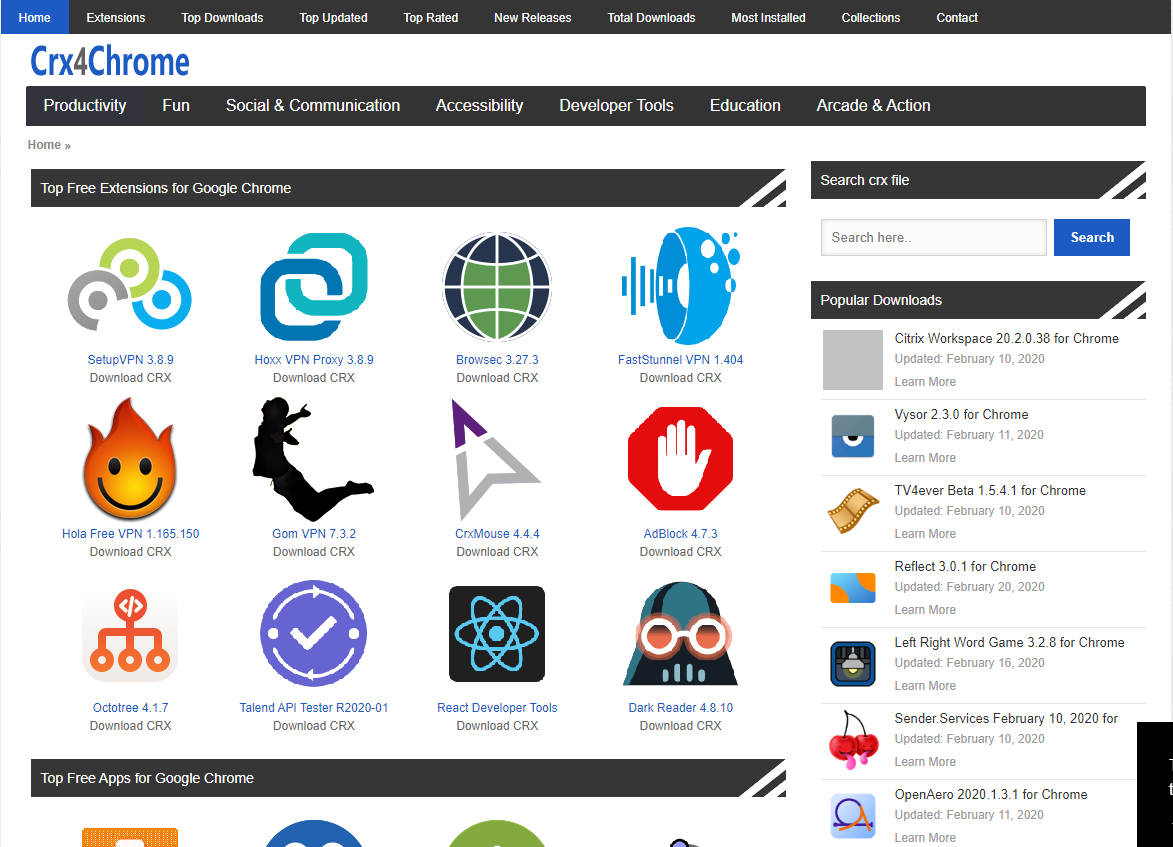 Home Extensions Top Downloads Top Updated Top Rated New Releases Total Downloads Most Installed Collections Contact
Crx4Chrome
Productivity Fun Social & Communication Accessibility Developer Tools Education Arcade & Action
Home »
Top Free Extensions for Google Chrome
SetupVPN 3.8.9
Download CRX
Hoxx VPN Proxy 3.8.9
Download CRX
Browsec 3.27.3
Download CRX
FastStunnel VPN 1.404
Download CRX
Hola Free VPN 1.165.150
Download CRX
Gom VPN 7.3.2
Download CRX
CrxMouse 4.4.4
Download CRX
AdBlock 4.7.3
Download CRX
Octotree 4.1.7
Download CRX
Talend API Tester R2020-01
Download CRX
React Developer Tools
Download CRX
Dark Reader 4.8.10
Download CRX
Top Free Apps for Google Chrome
Search crx file
Search here..
Search
Popular Downloads
Citrix Workspace 20.2.0.38 for Chrome
Updated: February 10, 2020
Learn More
Vysor 2.3.0 for Chrome
Updated: February 11, 2020
Learn More
TV4ever Beta 1.5.4.1 for Chrome
Updated: February 10, 2020
Learn More
Reflect 3.0.1 for Chrome
Updated: February 20, 2020
Learn More
Left Right Word Game 3.2.8 for Chrome
Updated: February 16, 2020
Learn More
Sender.Services February 10, 2020 for
Updated: February 10, 2020
Learn More
OpenAero 2020.1.3.1 for Chrome
Updated: February 11, 2020
Learn More